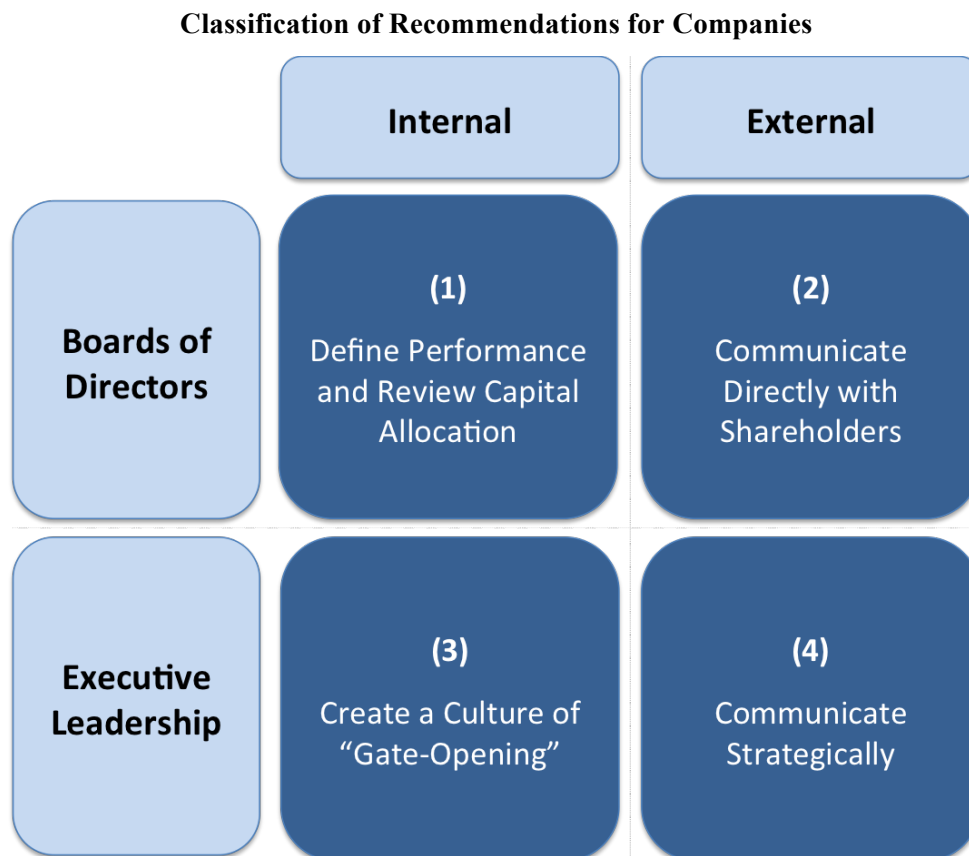 Classification of Recommendations for Companies
Internal
External
Boards of
Directors
(1)
Define Performance
and Review Capital
Allocation
(2)
Communicate
Directly with
Shareholders
Executive
Leadership
(3)
Create a Culture of
“Gate-Opening”
(4)
Communicate
Strategically